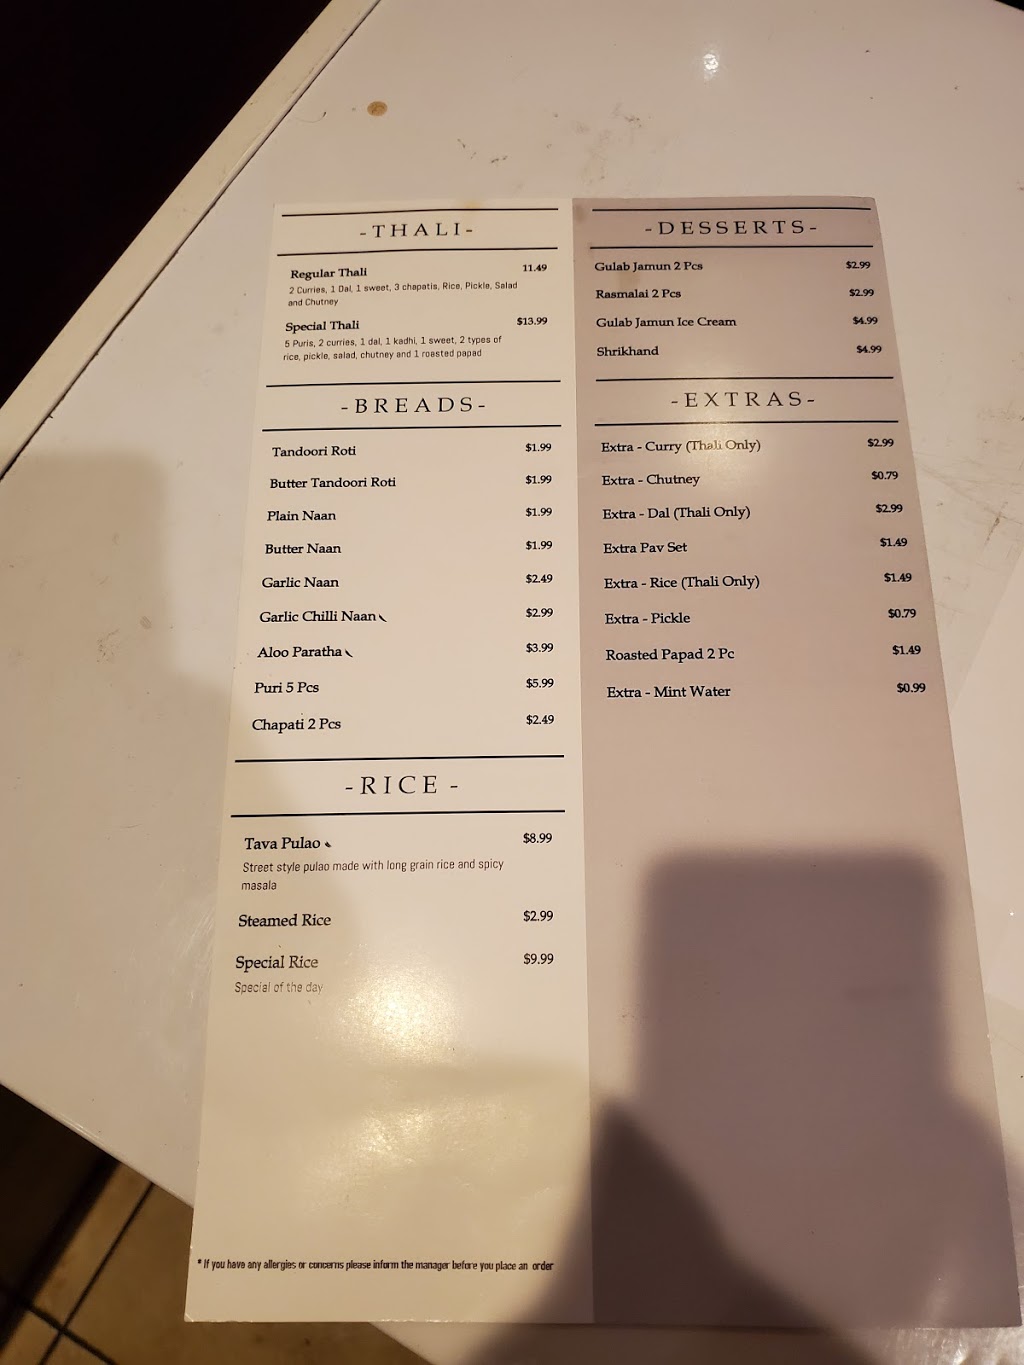 -THALI-
Regular Thali 11.49
2 Curries, 1 Dal, 1 sweet, 3 chapatis, Rice, Pickle, Salad
and Chutney
Special Thali $13.99
5 Puris, 2 curries, 1 dal, 1 kadhi, 1 sweet, 2 types of
rice, pickle, salad, chutney and 1 roasted papad
-BREADS-
Tandoori Roti $1.99
Butter Tandoori Roti $1.99
Plain Naan $1.99
Butter Naan $1.99
Garlic Naan $2.49
Garlic Chilli Naan $2.99
Aloo Paratha $3.99
Puri 5 Pcs $5.99
Chapati 2 Pcs $2.49
-RICE -
Tava Pulao $8.99
Street style pulao made with long grain rice and spicy
masala
Steamed Rice $2.99
Special Rice $9.99
Special of the day
* If you have any allergies or concerns please inform the manager before you place an order
-DESSERTS-
Gulab Jamun 2 Pcs $2.99
Rasmalai 2 Pcs $2.99
Gulab Jamun Ice Cream $4.99
Shrikhand $4.99
-EXTRAS-
Extra - Curry (Thali Only) $2.99
Extra - Chutney $0.79
Extra - Dal (Thali Only) $2.99
Extra Pav Set $1.49
Extra - Rice (Thali Only) $1.49
Extra - Pickle $0.79
Roasted Papad 2 Pc $1.49
Extra - Mint Water $0.99